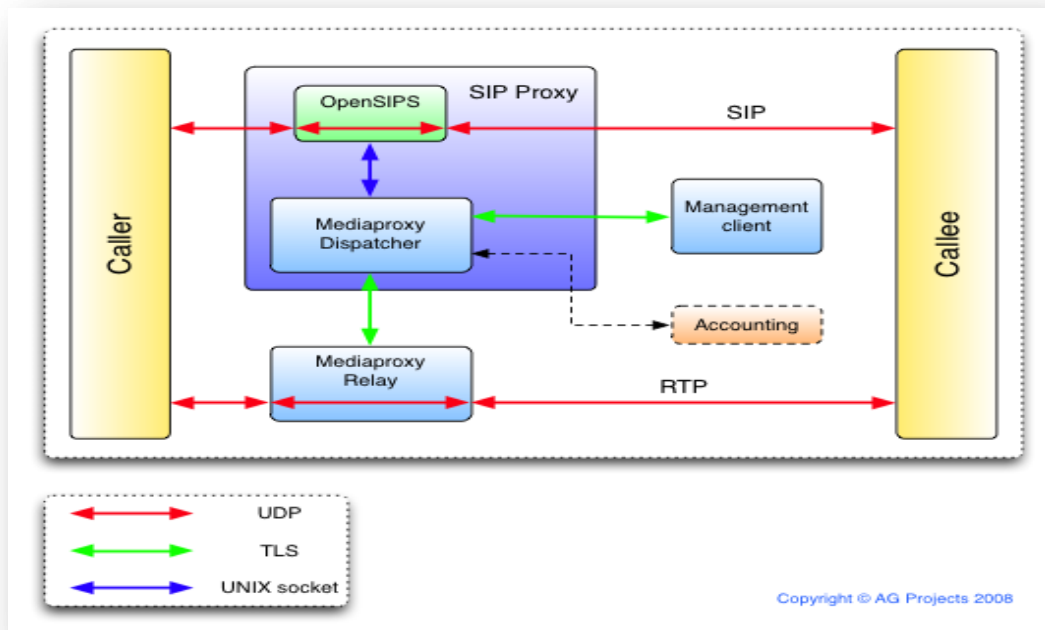 OpenSIPS
SIP Proxy
SIP
Caller
Mediaproxy
Dispatcher
Management
client
Callee
Accounting
Mediaproxy
Relay
RTP
UDP
TLS
UNIX socket
Copyright © AG Projects 2008